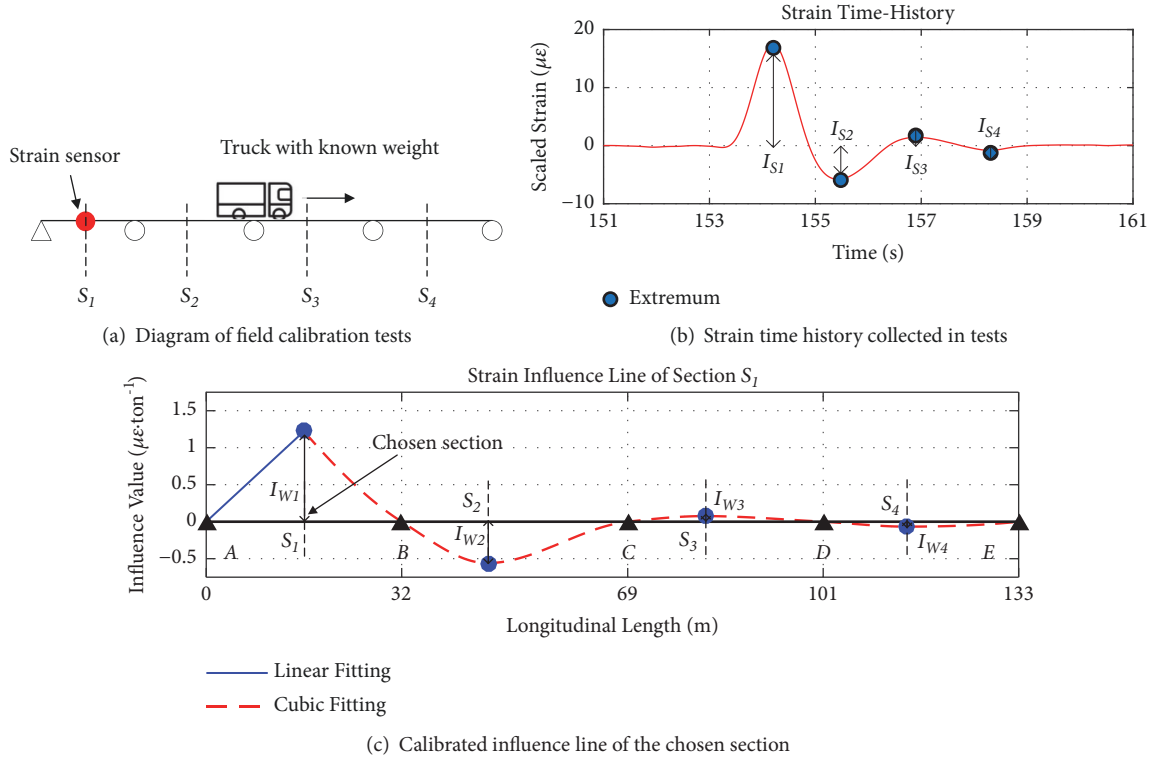 Strain sensor
Truck with known weight
S1
S2
S3
S4
(a) Diagram of field calibration tests
Strain Time-History
Scaled Strain (με)
20
10
0
−10
IS1
IS2
IS3
IS4
151
153
155
157
159
161
Time (s)
Extremum
(b) Strain time history collected in tests
Strain Influence Line of Section S1
Influence Value (με·ton-1)
1.5
1
0.5
0
−0.5
Chosen section
IW1
S1
S2
IW2
IW3
S3
S4
IW4
A
B
C
D
E
0
32
69
101
133
Longitudinal Length (m)
Linear Fitting
Cubic Fitting
(c) Calibrated influence line of the chosen section